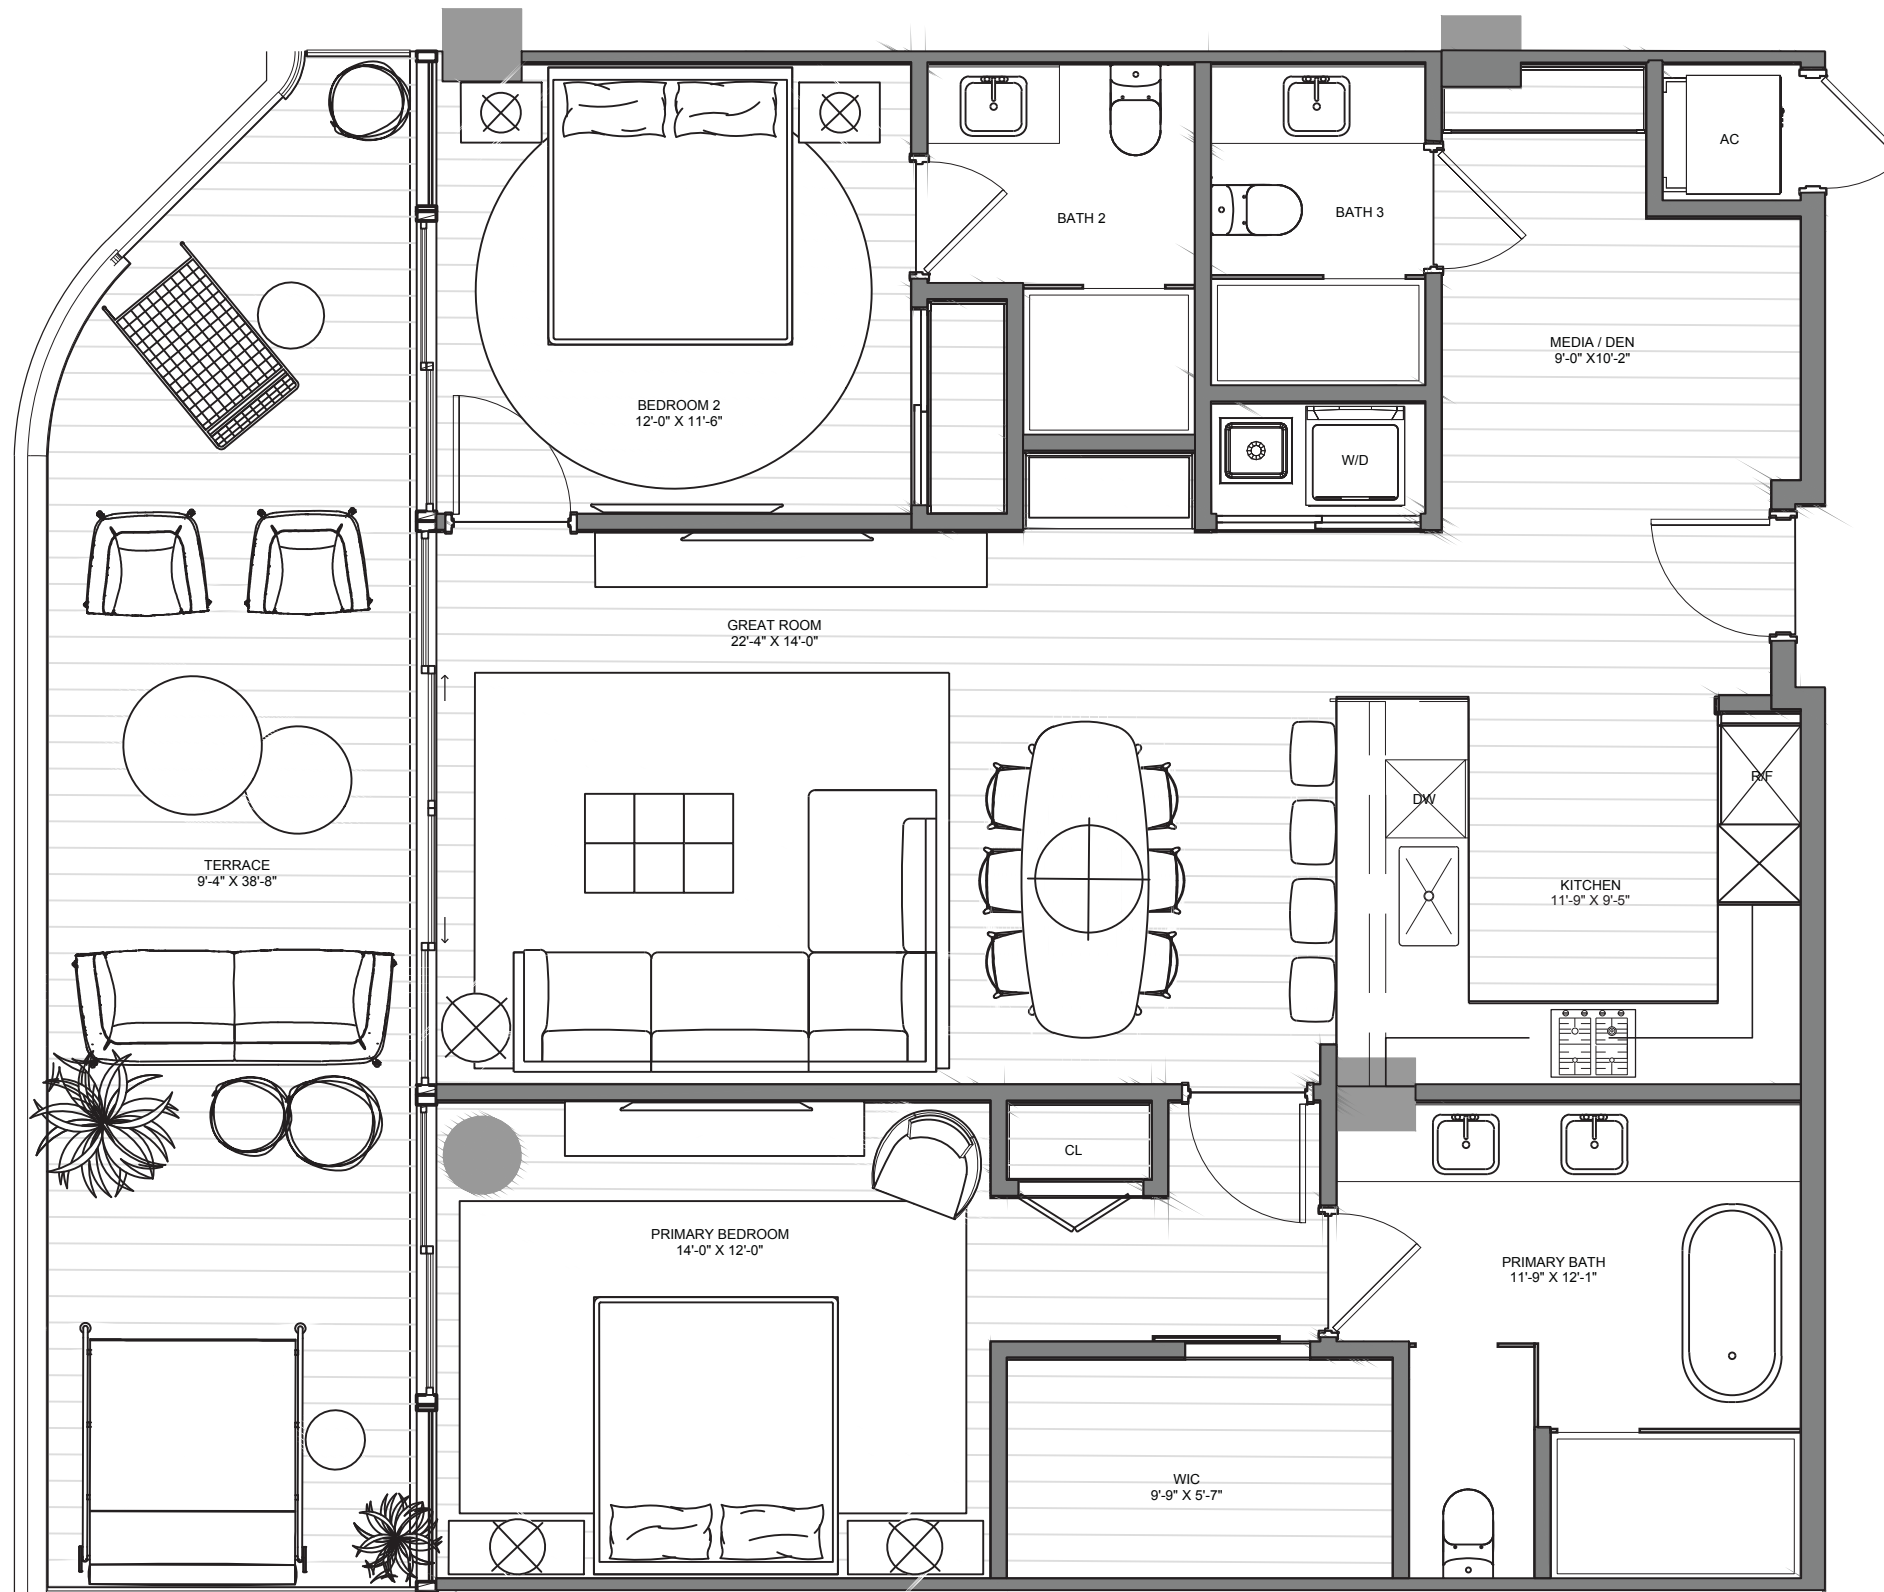 AC
BATH 2
BATH 3
MEDIA / DEN
9'-0" X10'-2"
BEDROOM 2
12'-0" X 11'-6"
W/D
GREAT ROOM
22'-4" X 14'-0"
R/F
DW
TERRACE
9'-4" X 38'-8"
KITCHEN
11'-9" X 9'-5"
CL
PRIMARY BEDROOM
14'-0" X 12'-0"
PRIMARY BATH
11'-9" X 12'-1"
WIC
9'-9" X 5'-7"